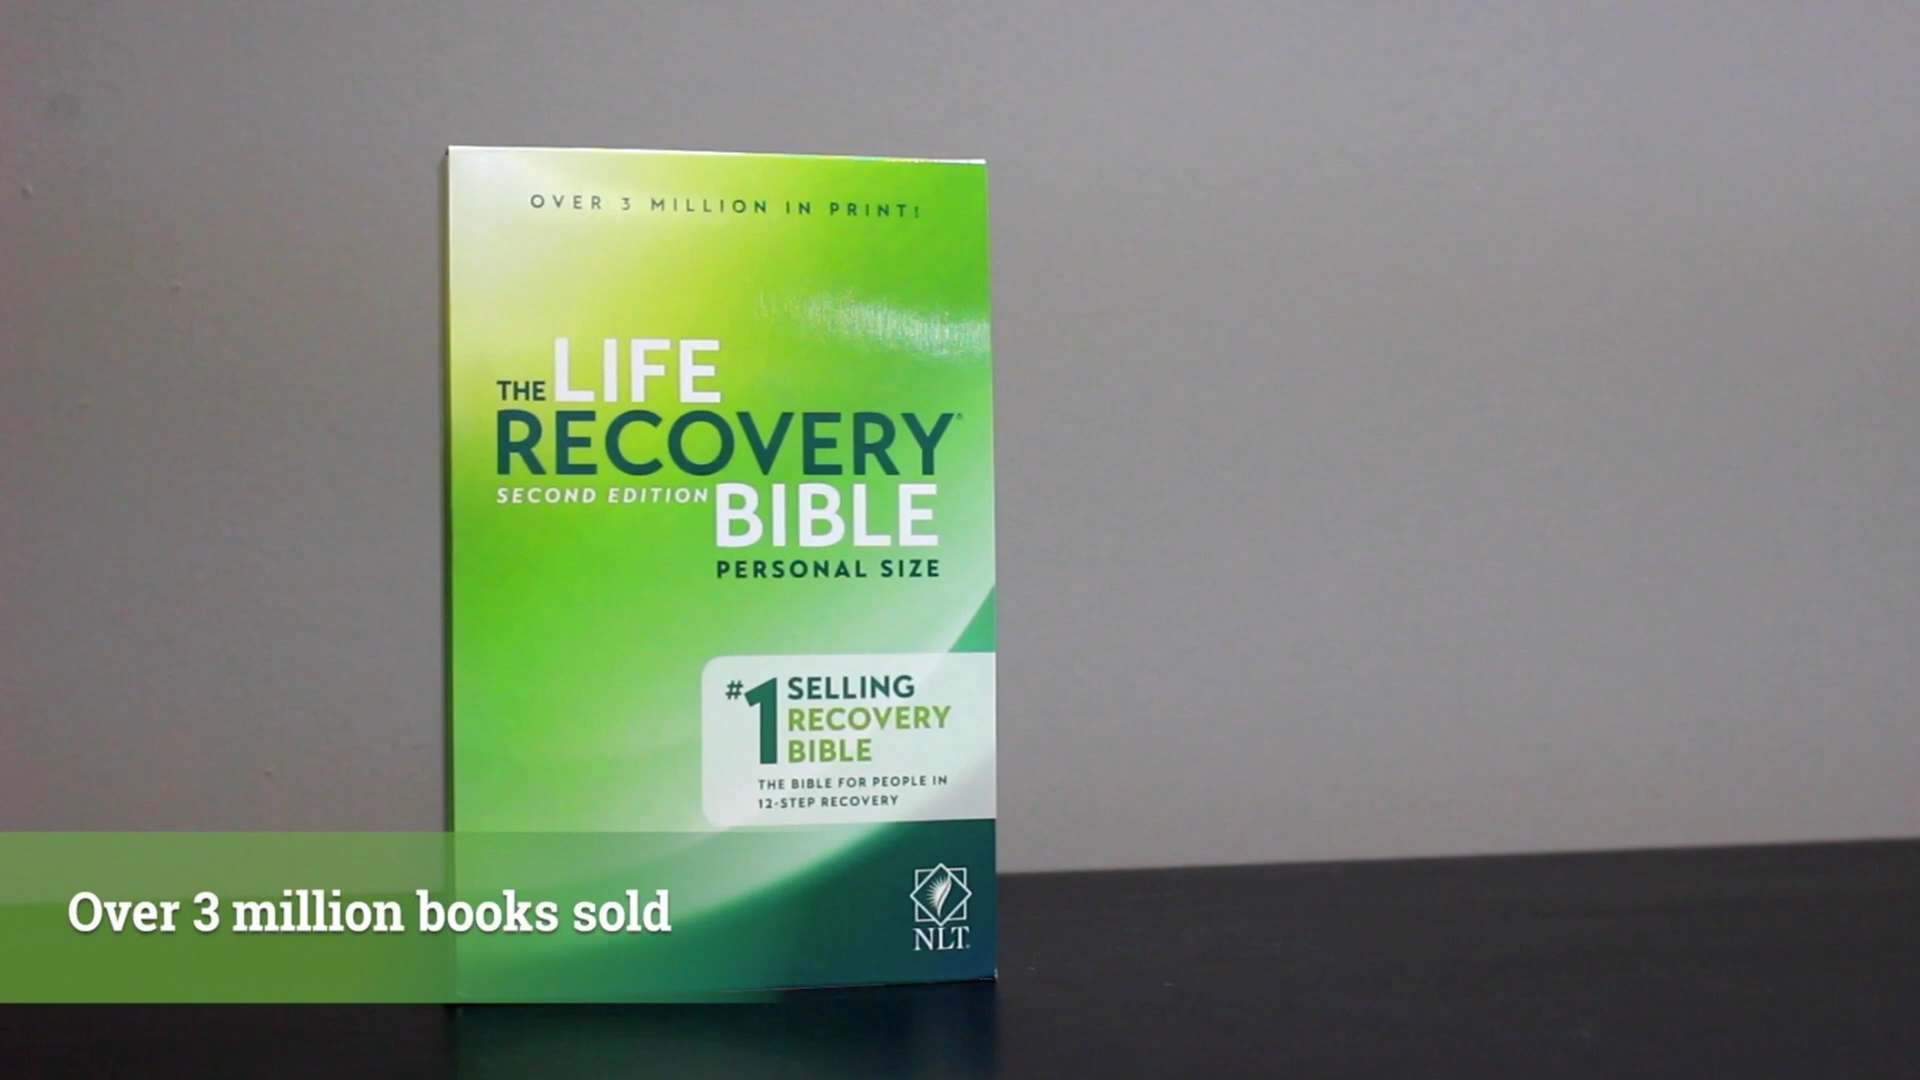 OVER 3 MILLION IN PRINT!
THE LIFE
RECOVERY®
SECOND EDITION BIBLE
PERSONAL SIZE
#1 SELLING
RECOVERY
BIBLE
THE BIBLE FOR PEOPLE IN
12-STEP RECOVERY
NLT
Over 3 million books sold